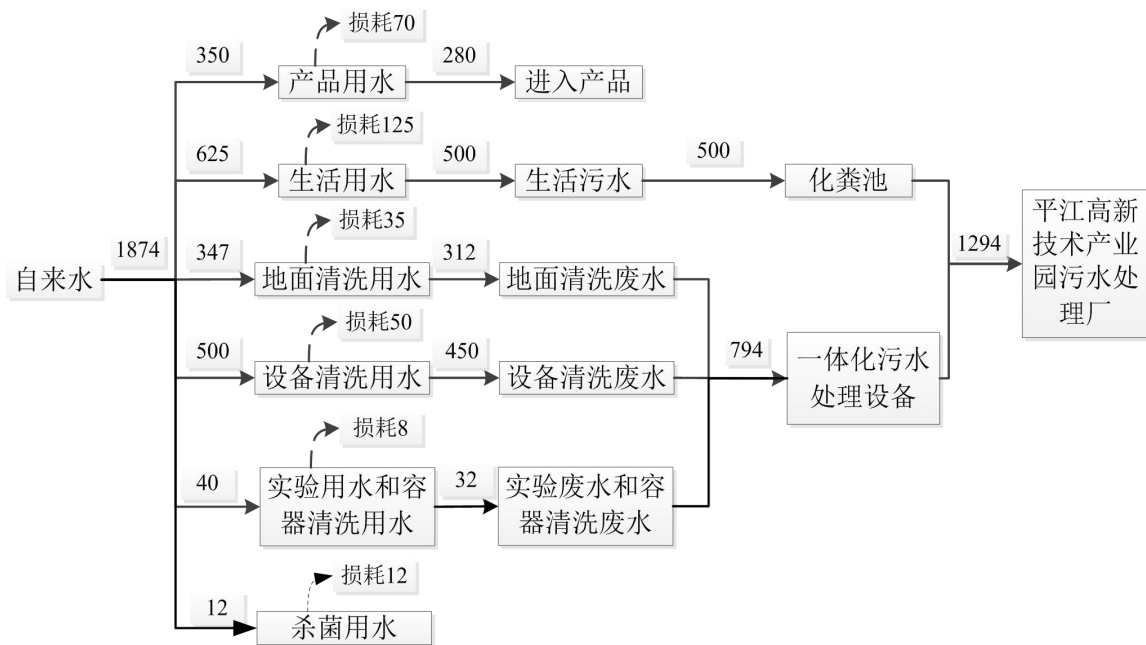 损耗70
350
280
产品用水
进入产品
损耗125
625
500
500
生活用水
生活污水
化粪池
损耗35
1874
347
312
1294
自来水
地面清洗用水
地面清洗废水
平江高新
技术产业
园污水处
理厂
损耗50
500
450
794
设备清洗用水
设备清洗废水
一体化污水
处理设备
损耗8
40
32
实验用水和容
器清洗用水
实验废水和容
器清洗废水
损耗12
12
杀菌用水